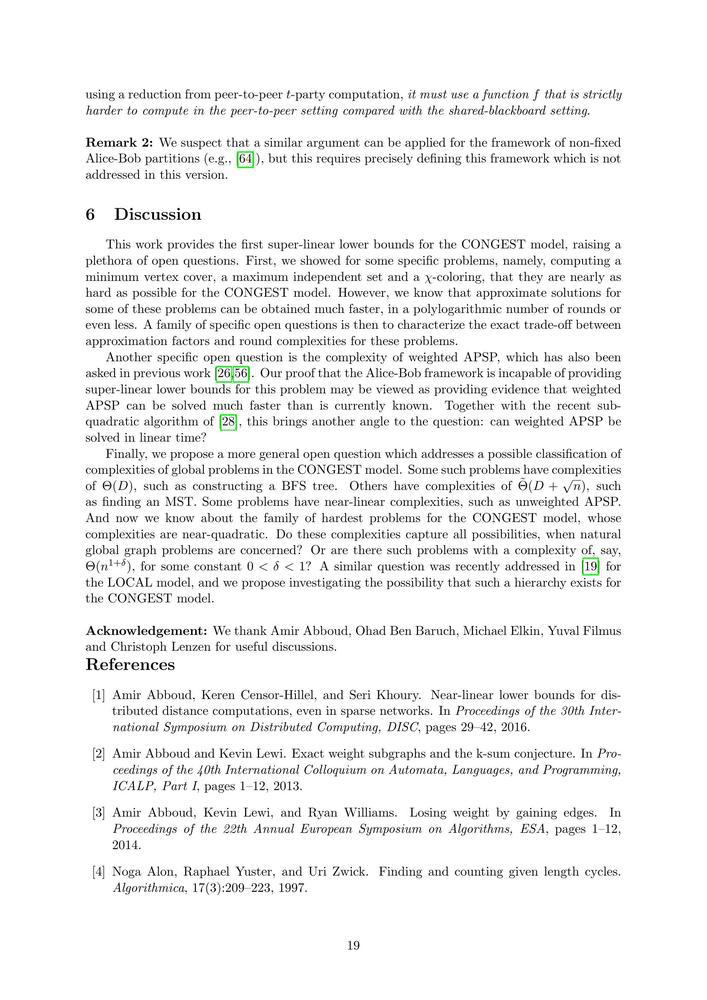 using a reduction from peer-to-peer t-party computation, it must use a function f that is strictly
harder to compute in the peer-to-peer setting compared with the shared-blackboard setting.
Remark 2: We suspect that a similar argument can be applied for the framework of non-fixed
Alice-Bob partitions (e.g., [64]), but this requires precisely defining this framework which is not
addressed in this version.
6 Discussion
This work provides the first super-linear lower bounds for the CONGEST model, raising a
plethora of open questions. First, we showed for some specific problems, namely, computing a
minimum vertex cover, a maximum independent set and a χ-coloring, that they are nearly as
hard as possible for the CONGEST model. However, we know that approximate solutions for
some of these problems can be obtained much faster, in a polylogarithmic number of rounds or
even less. A family of specific open questions is then to characterize the exact trade-off between
approximation factors and round complexities for these problems.
Another specific open question is the complexity of weighted APSP, which has also been
asked in previous work [26,56]. Our proof that the Alice-Bob framework is incapable of providing
super-linear lower bounds for this problem may be viewed as providing evidence that weighted
APSP can be solved much faster than is currently known. Together with the recent sub-
quadratic algorithm of [28], this brings another angle to the question: can weighted APSP be
solved in linear time?
Finally, we propose a more general open question which addresses a possible classification of
complexities of global problems in the CONGEST model. Some such problems have complexities
of Θ(D), such as constructing a BFS tree. Others have complexities of Θ̃(D + √n), such
as finding an MST. Some problems have near-linear complexities, such as unweighted APSP.
And now we know about the family of hardest problems for the CONGEST model, whose
complexities are near-quadratic. Do these complexities capture all possibilities, when natural
global graph problems are concerned? Or are there such problems with a complexity of, say,
Θ(n^{1+δ}), for some constant 0 < δ < 1? A similar question was recently addressed in [19] for
the LOCAL model, and we propose investigating the possibility that such a hierarchy exists for
the CONGEST model.
Acknowledgement: We thank Amir Abboud, Ohad Ben Baruch, Michael Elkin, Yuval Filmus
and Christoph Lenzen for useful discussions.
References
[1] Amir Abboud, Keren Censor-Hillel, and Seri Khoury. Near-linear lower bounds for dis-
tributed distance computations, even in sparse networks. In Proceedings of the 30th Inter-
national Symposium on Distributed Computing, DISC, pages 29–42, 2016.
[2] Amir Abboud and Kevin Lewi. Exact weight subgraphs and the k-sum conjecture. In Pro-
ceedings of the 40th International Colloquium on Automata, Languages, and Programming,
ICALP, Part I, pages 1–12, 2013.
[3] Amir Abboud, Kevin Lewi, and Ryan Williams. Losing weight by gaining edges. In
Proceedings of the 22th Annual European Symposium on Algorithms, ESA, pages 1–12,
2014.
[4] Noga Alon, Raphael Yuster, and Uri Zwick. Finding and counting given length cycles.
Algorithmica, 17(3):209–223, 1997.
19